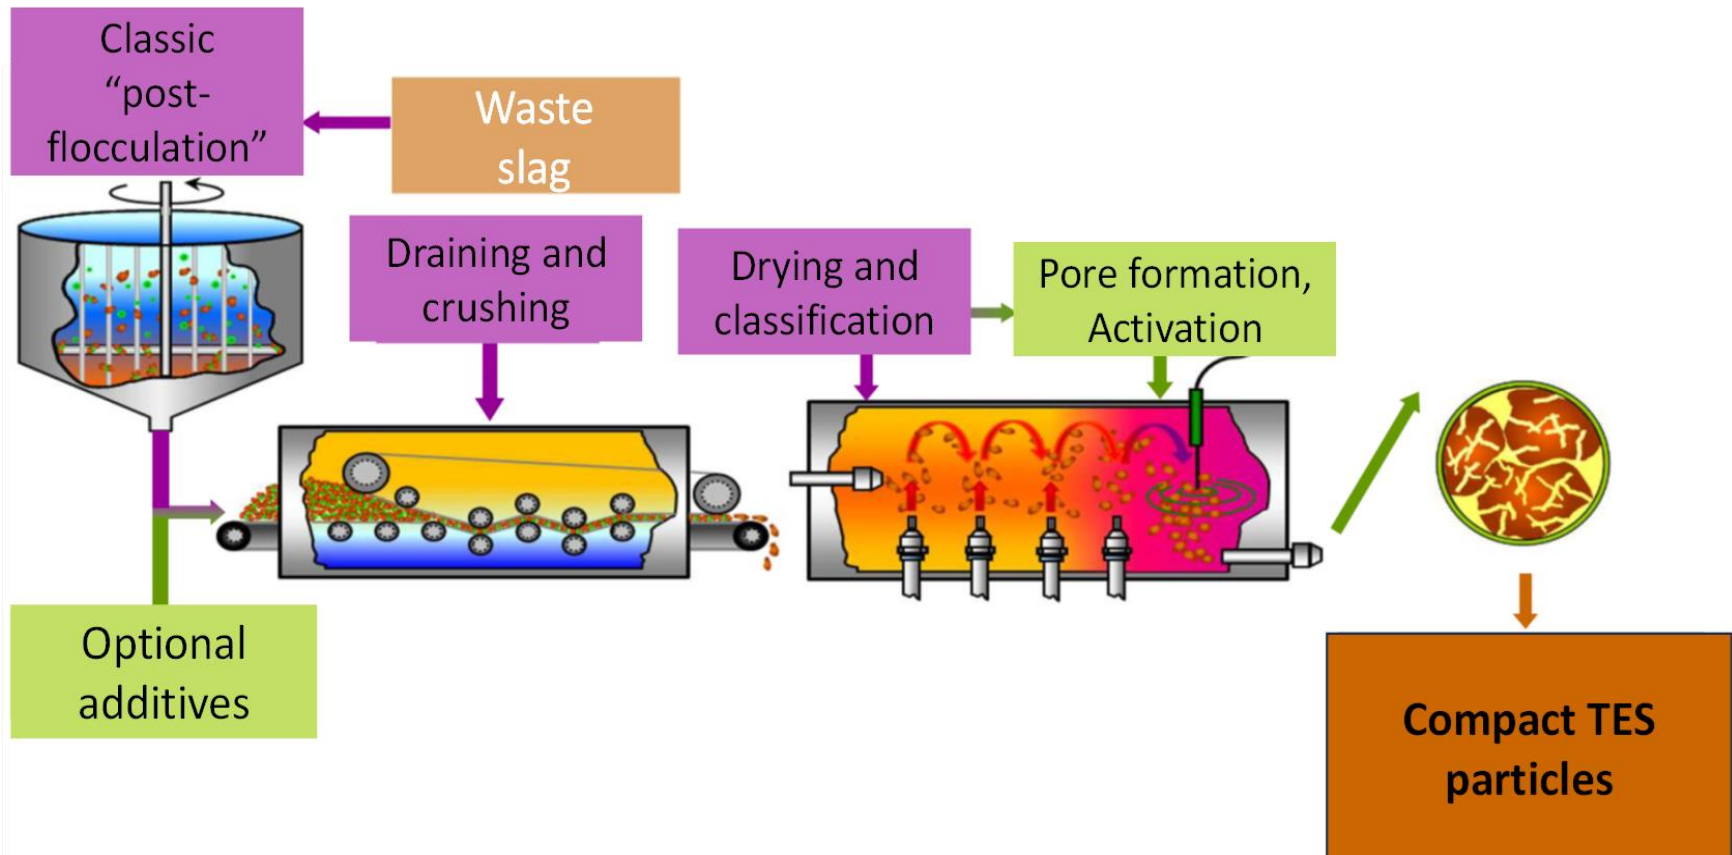 Classic
“post-
flocculation”
Waste
slag
Draining and
crushing
Drying and
classification
Pore formation,
Activation
Optional
additives
Compact TES
particles